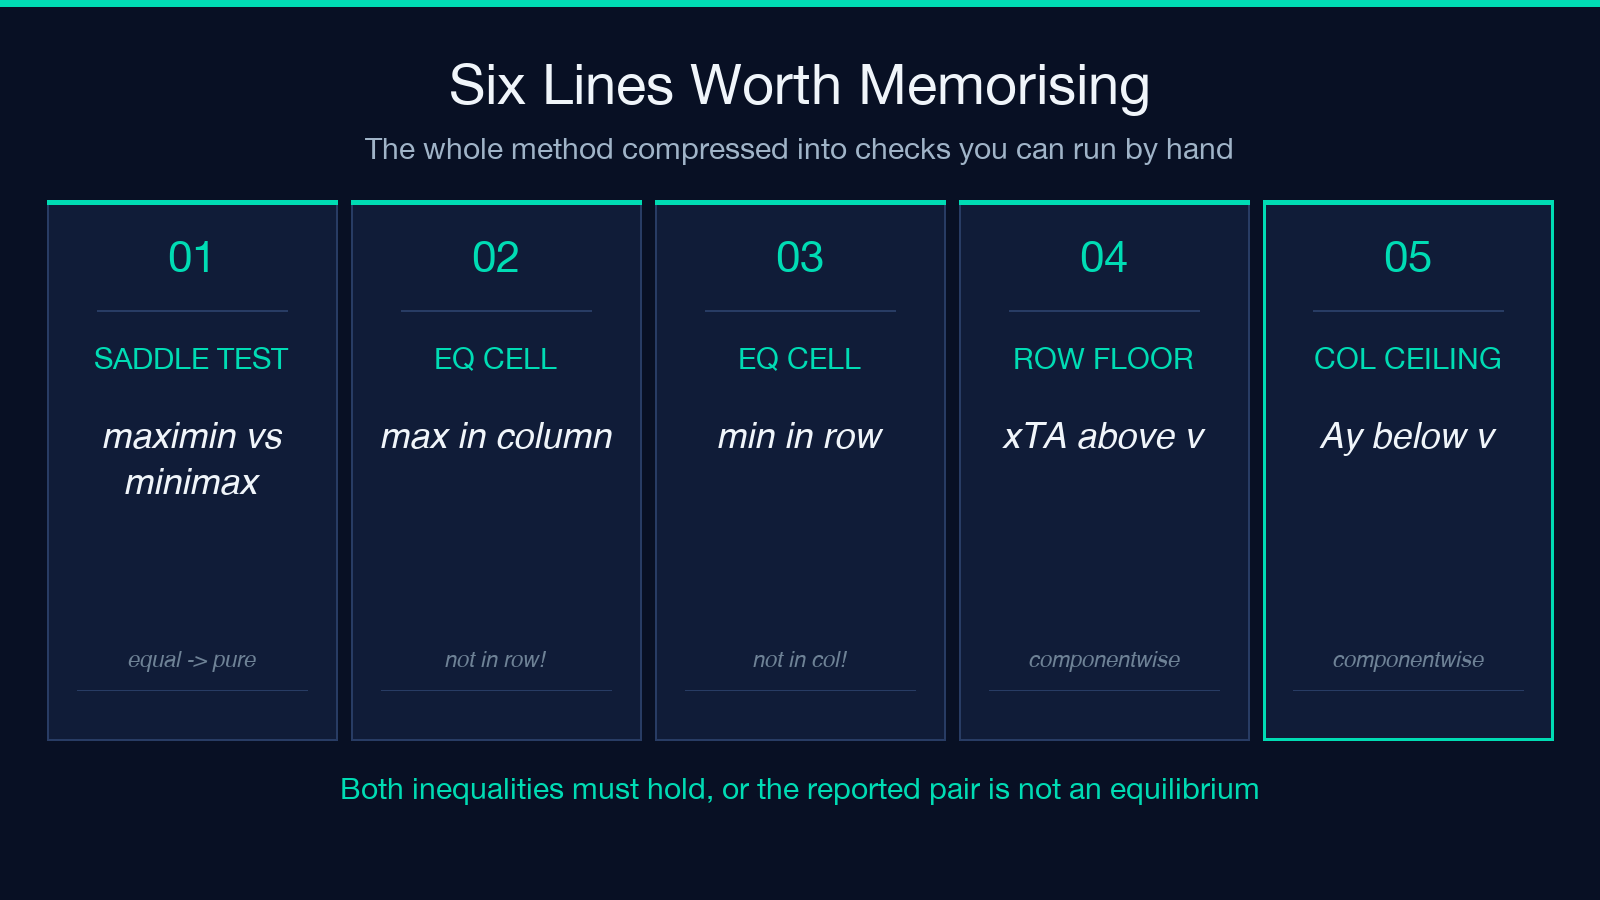 Six Lines Worth Memorising
The whole method compressed into checks you can run by hand
01
SADDLE TEST
maximin vs
minimax
equal -> pure
02
EQ CELL
max in column
not in row!
03
EQ CELL
min in row
not in col!
04
ROW FLOOR
xTA above v
componentwise
05
COL CEILING
Ay below v
componentwise
Both inequalities must hold, or the reported pair is not an equilibrium